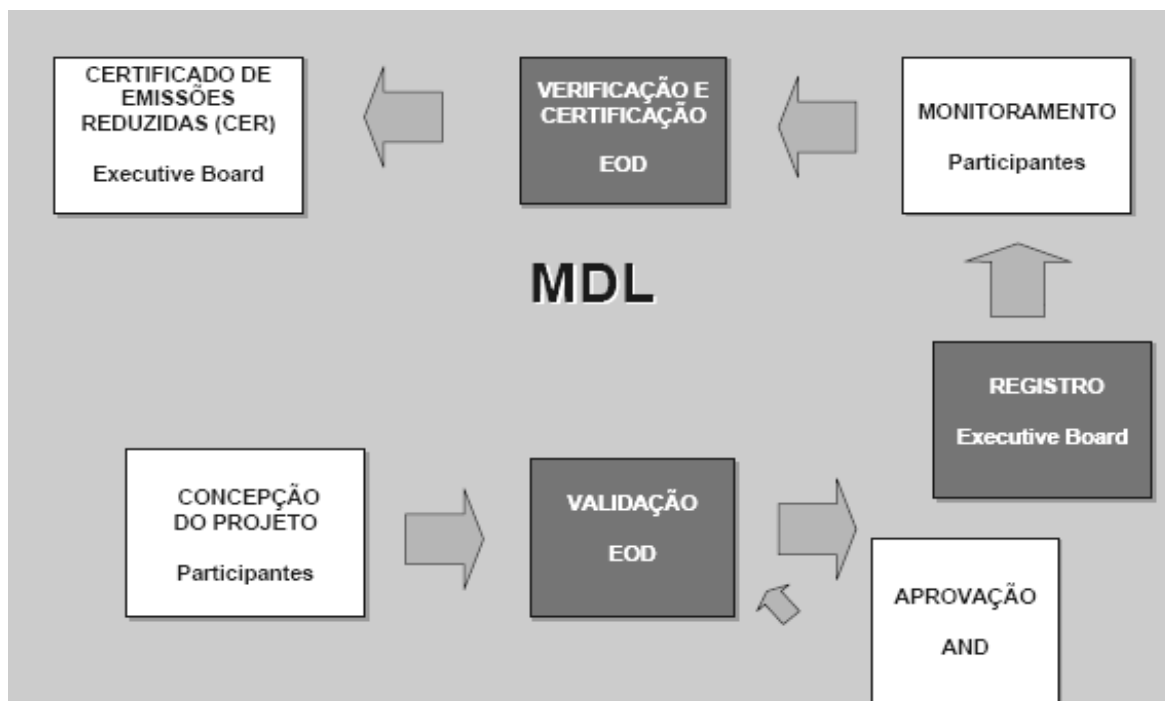 CERTIFICADO DE
EMISSÕES
REDUZIDAS (CER)
Executive Board
VERIFICAÇÃO E
CERTIFICAÇÃO
EOD
MONITORAMENTO
Participantes
MDL
REGISTRO
Executive Board
CONCEPÇÃO
DO PROJETO
Participantes
VALIDAÇÃO
EOD
APROVAÇÃO
AND